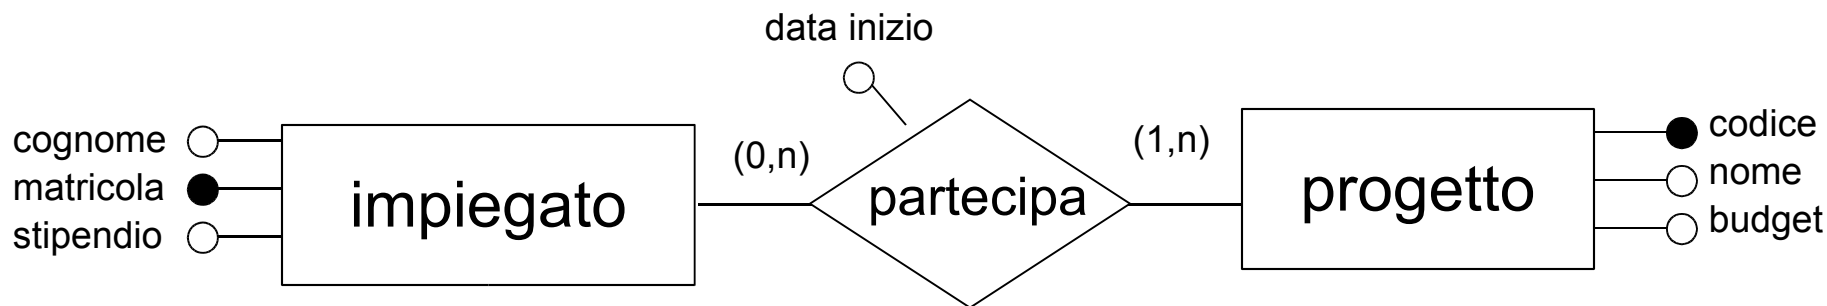 data inizio
cognome
matricola
stipendio
impiegato
(0,n)
partecipa
(1,n)
progetto
codice
nome
budget